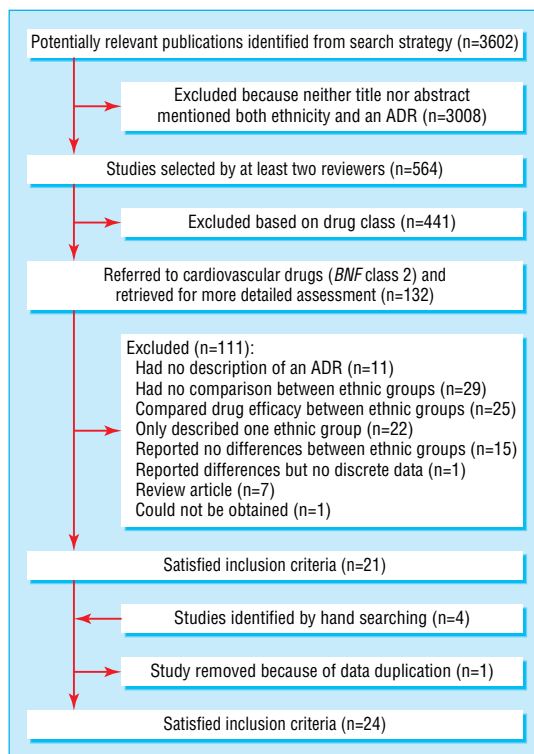 Potentially relevant publications identified from search strategy (n=3602)
Excluded because neither title nor abstract
mentioned both ethnicity and an ADR (n=3008)
Studies selected by at least two reviewers (n=564)
Excluded based on drug class (n=441)
Referred to cardiovascular drugs (BNF class 2) and
retrieved for more detailed assessment (n=132)
Excluded (n=111):
Had no description of an ADR (n=11)
Had no comparison between ethnic groups (n=29)
Compared drug efficacy between ethnic groups (n=25)
Only described one ethnic group (n=22)
Reported no differences between ethnic groups (n=15)
Reported differences but no discrete data (n=1)
Review article (n=7)
Could not be obtained (n=1)
Satisfied inclusion criteria (n=21)
Studies identified by hand searching (n=4)
Study removed because of data duplication (n=1)
Satisfied inclusion criteria (n=24)